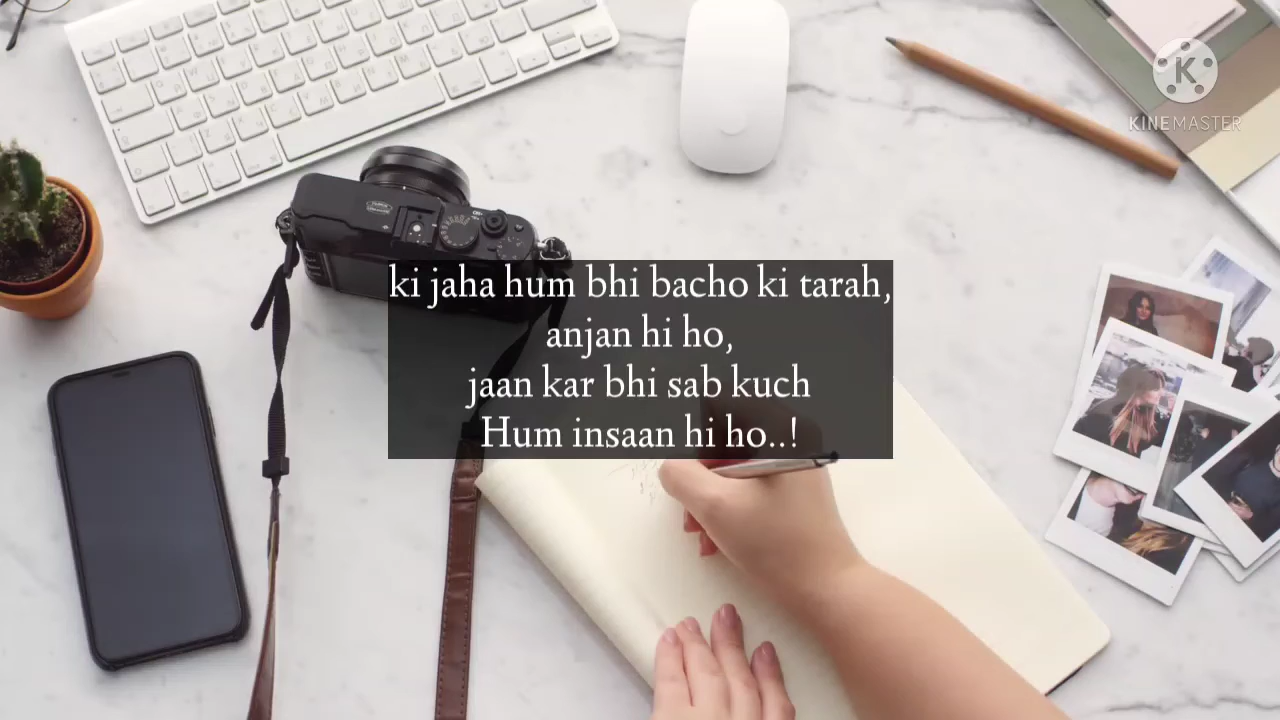 KINEMASTER
ki jaha hum bhi bacho ki tarah,
anjan hi ho,
jaan kar bhi sab kuch
Hum insaan hi ho..!